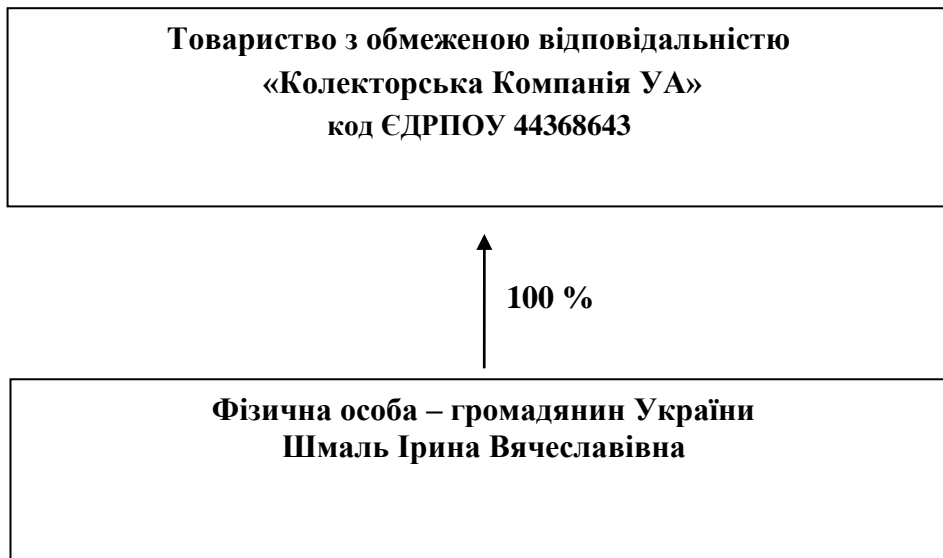 Товариство з обмеженою відповідальністю
«Колекторська Компанія УА»
код ЄДРПОУ 44368643
100 %
Фізична особа – громадянин України
Шмаль Ірина Вячеславівна